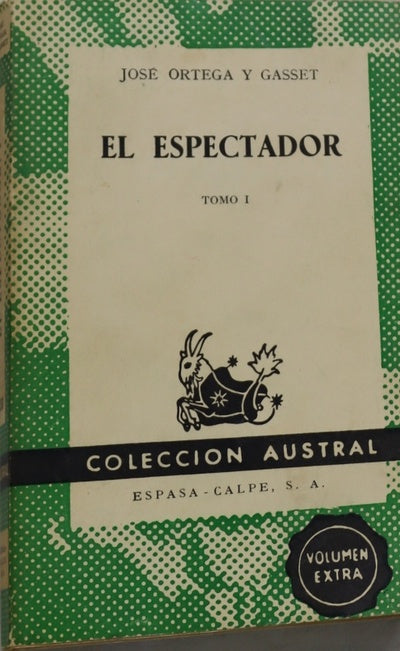 JOSÉ ORTEGA Y GASSET
EL ESPECTADOR
TOMO I
COLECCION AUSTRAL
ESPASA-CALPE, S. A.
VOLUMEN
EXTRA